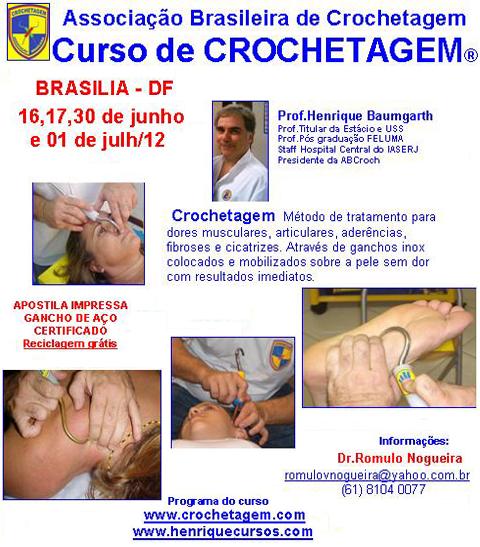 Associação Brasileira de Crochetagem
Curso de CROCHETAGEM®
BRASILIA - DF
16,17,30 de junho
e 01 de julh/12
Prof.Henrique Baumgarth
Prof.Titular da Estácio e USS
Prof.Pós graduação FELUMA
Staff Hospital Central do IASERJ
Presidente da ABCroch
Crochetagem Método de tratamento para
dores musculares, articulares, aderências,
fibroses e cicatrizes. Através de ganchos inox
colocados e mobilizados sobre a pele sem dor
com resultados imediatos.
APOSTILA IMPRESSA
GANCHO DE AÇO
CERTIFICADO
Reciclagem grátis
Informações:
Dr.Romulo Nogueira
romulovnogueira@yahoo.com.br
(61) 8104 0077
Programa do curso
www.crochetagem.com
www.henriquecursos.com